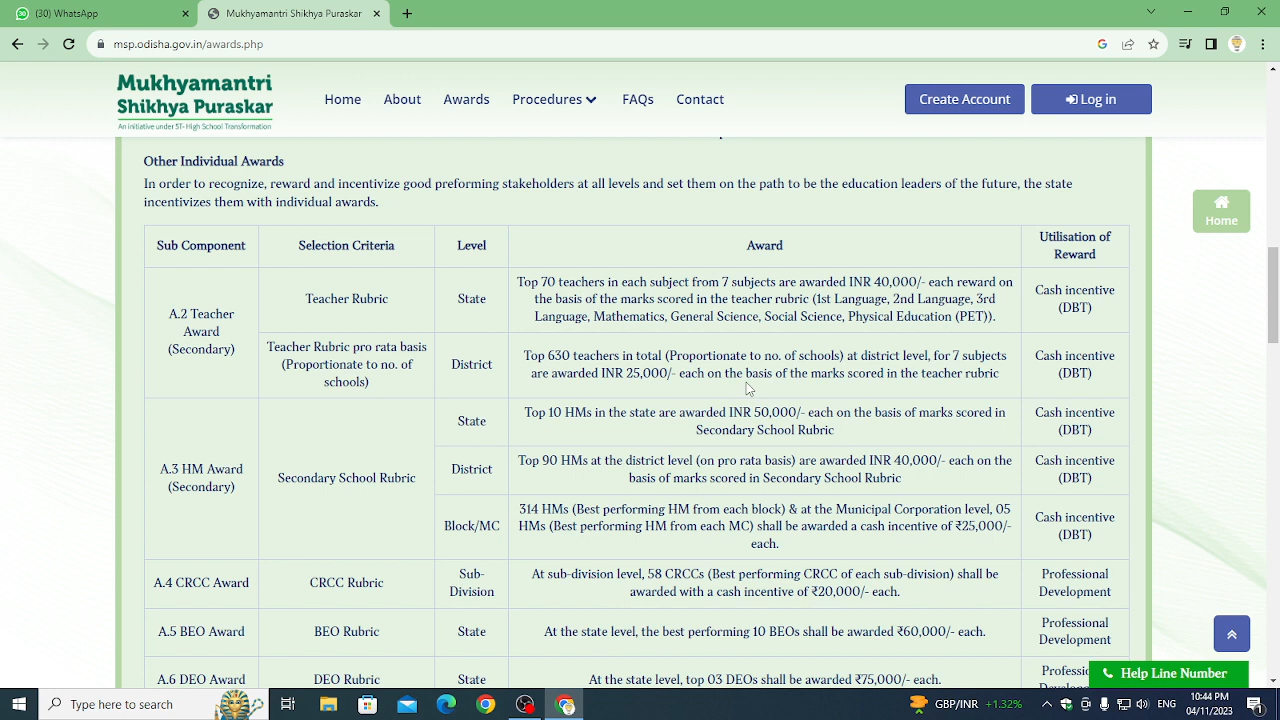 (30) WhatsApp
Mukhyamantri Shikhya Puraskar
msp.odisha.gov.in/awards.php
Mukhyamantri
Shikhya Puraskar
An initiative under 5T- High School Transformation
Home About Awards Procedures FAQs Contact
Create Account
Log in
Other Individual Awards
In order to recognize, reward and incentivize good preforming stakeholders at all levels and set them on the path to be the education leaders of the future, the state
incentivizes them with individual awards.
Home
Sub Component
Selection Criteria
Level
Award
Utilisation of
Reward
A.2 Teacher
Award
(Secondary)
Teacher Rubric
State
Top 70 teachers in each subject from 7 subjects are awarded INR 40,000/- each reward on
the basis of the marks scored in the teacher rubric (1st Language, 2nd Language, 3rd
Language, Mathematics, General Science, Social Science, Physical Education (PET)).
Cash incentive
(DBT)
Teacher Rubric pro rata basis
(Proportionate to no. of
schools)
District
Top 630 teachers in total (Proportionate to no. of schools) at district level, for 7 subjects
are awarded INR 25,000/- each on the basis of the marks scored in the teacher rubric
Cash incentive
(DBT)
A.3 HM Award
(Secondary)
Secondary School Rubric
State
Top 10 HMs in the state are awarded INR 50,000/- each on the basis of marks scored in
Secondary School Rubric
Cash incentive
(DBT)
District
Top 90 HMs at the district level (on pro rata basis) are awarded INR 40,000/- each on the
basis of marks scored in Secondary School Rubric
Cash incentive
(DBT)
Block/MC
314 HMs (Best performing HM from each block) & at the Municipal Corporation level, 05
HMs (Best performing HM from each MC) shall be awarded a cash incentive of ₹25,000/-
each.
Cash incentive
(DBT)
A.4 CRCC Award
CRCC Rubric
Sub-
Division
At sub-division level, 58 CRCCs (Best performing CRCC of each sub-division) shall be
awarded with a cash incentive of ₹20,000/- each.
Professional
Development
A.5 BEO Award
BEO Rubric
State
At the state level, the best performing 10 BEOs shall be awarded ₹60,000/- each.
Professional
Development
A.6 DEO Award
DEO Rubric
State
At the state level, top 03 DEOs shall be awarded ₹75,000/- each.
Help Line Number
Type here to search
GBP/INR +1.32%
10:44 PM
04/11/2023